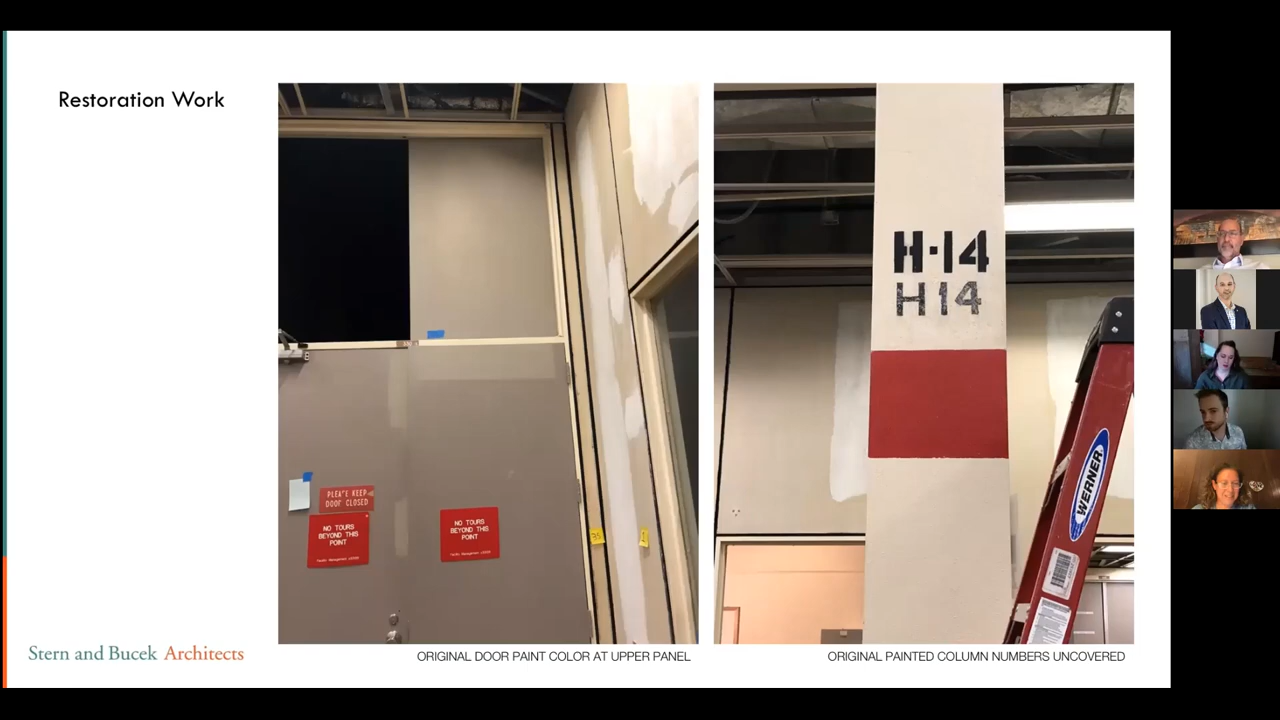 Restoration Work
PLEASE KEEP
DOOR CLOSED
NO TOURS
BEYOND THIS
POINT
NO TOURS
BEYOND THIS
POINT
H-14
H 14
WERNER
Stern and Bucek Architects
ORIGINAL DOOR PAINT COLOR AT UPPER PANEL
ORIGINAL PAINTED COLUMN NUMBERS UNCOVERED